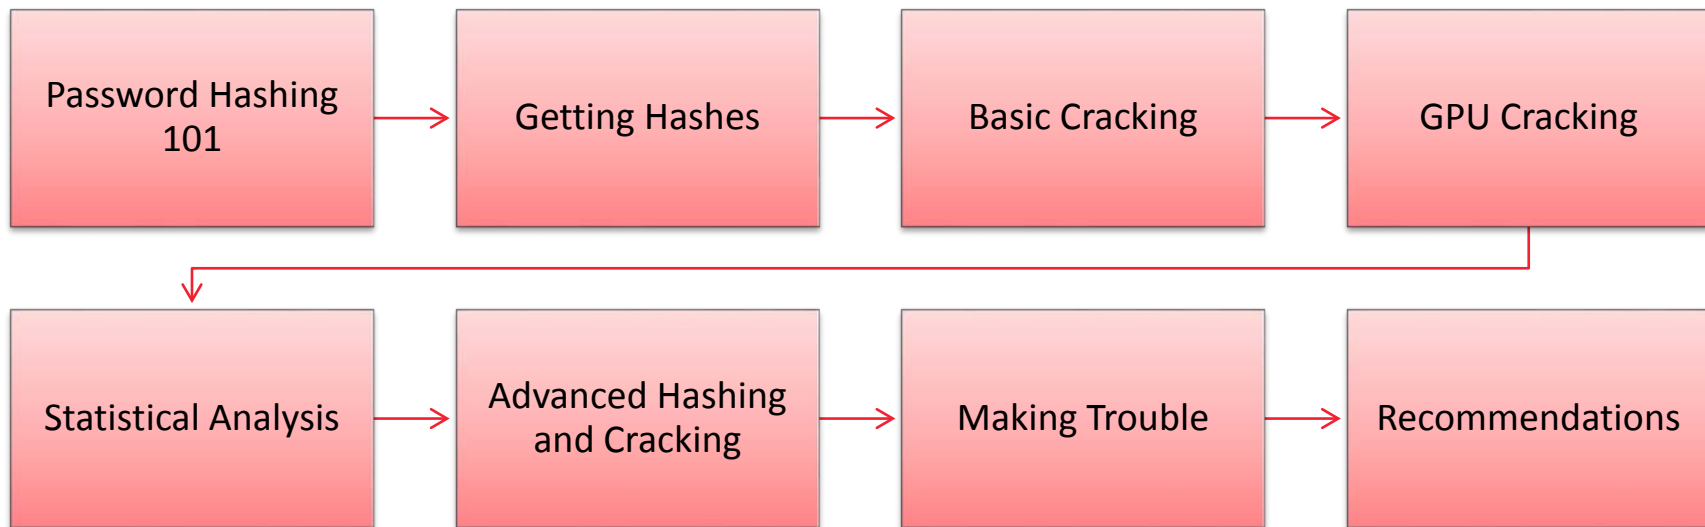 Password Hashing
101
Getting Hashes
Basic Cracking
GPU Cracking
Statistical Analysis
Advanced Hashing
and Cracking
Making Trouble
Recommendations